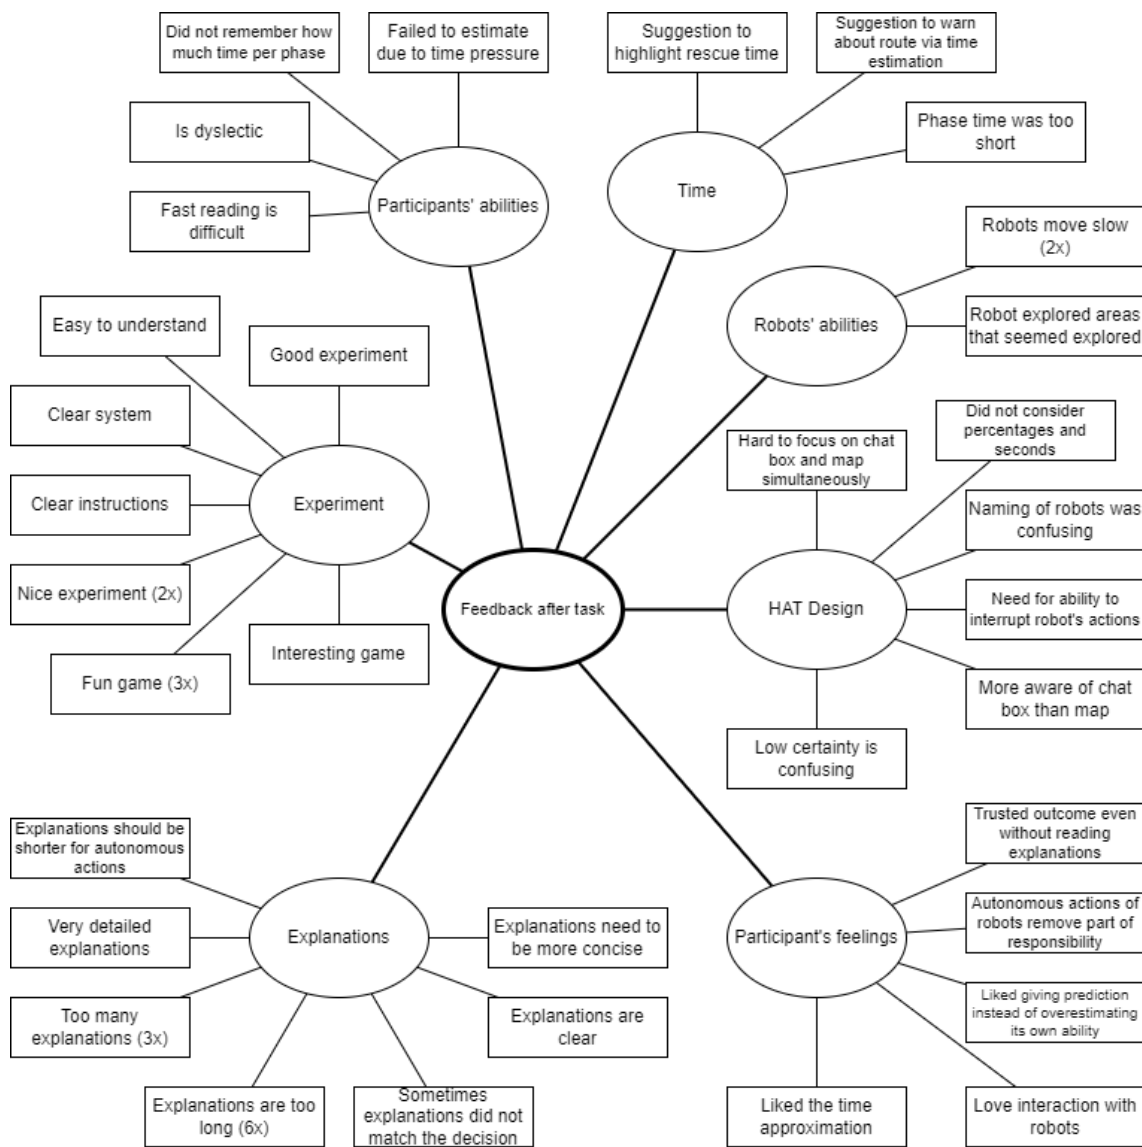 Did not remember how
much time per phase
Failed to estimate
due to time pressure
Is dyslectic
Fast reading is
difficult
Participants' abilities
Suggestion to
highlight rescue time
Suggestion to warn
about route via time
estimation
Phase time was too
short
Time
Robots move slow
(2x)
Robot explored areas
that seemed explored
Robots' abilities
Easy to understand
Good experiment
Clear system
Clear instructions
Nice experiment (2x)
Fun game (3x)
Interesting game
Experiment
Feedback after task
Hard to focus on chat
box and map
simultaneously
Did not consider
percentages and
seconds
Naming of robots was
confusing
Need for ability to
interrupt robot's actions
More aware of chat
box than map
Low certainty is
confusing
HAT Design
Explanations should be
shorter for autonomous
actions
Very detailed
explanations
Too many
explanations (3x)
Explanations are too
long (6x)
Sometimes
explanations did not
match the decision
Explanations are
clear
Explanations need to
be more concise
Explanations
Trusted outcome even
without reading
explanations
Autonomous actions of
robots remove part of
responsibility
Liked giving prediction
instead of overestimating
its own ability
Love interaction with
robots
Liked the time
approximation
Participant's feelings